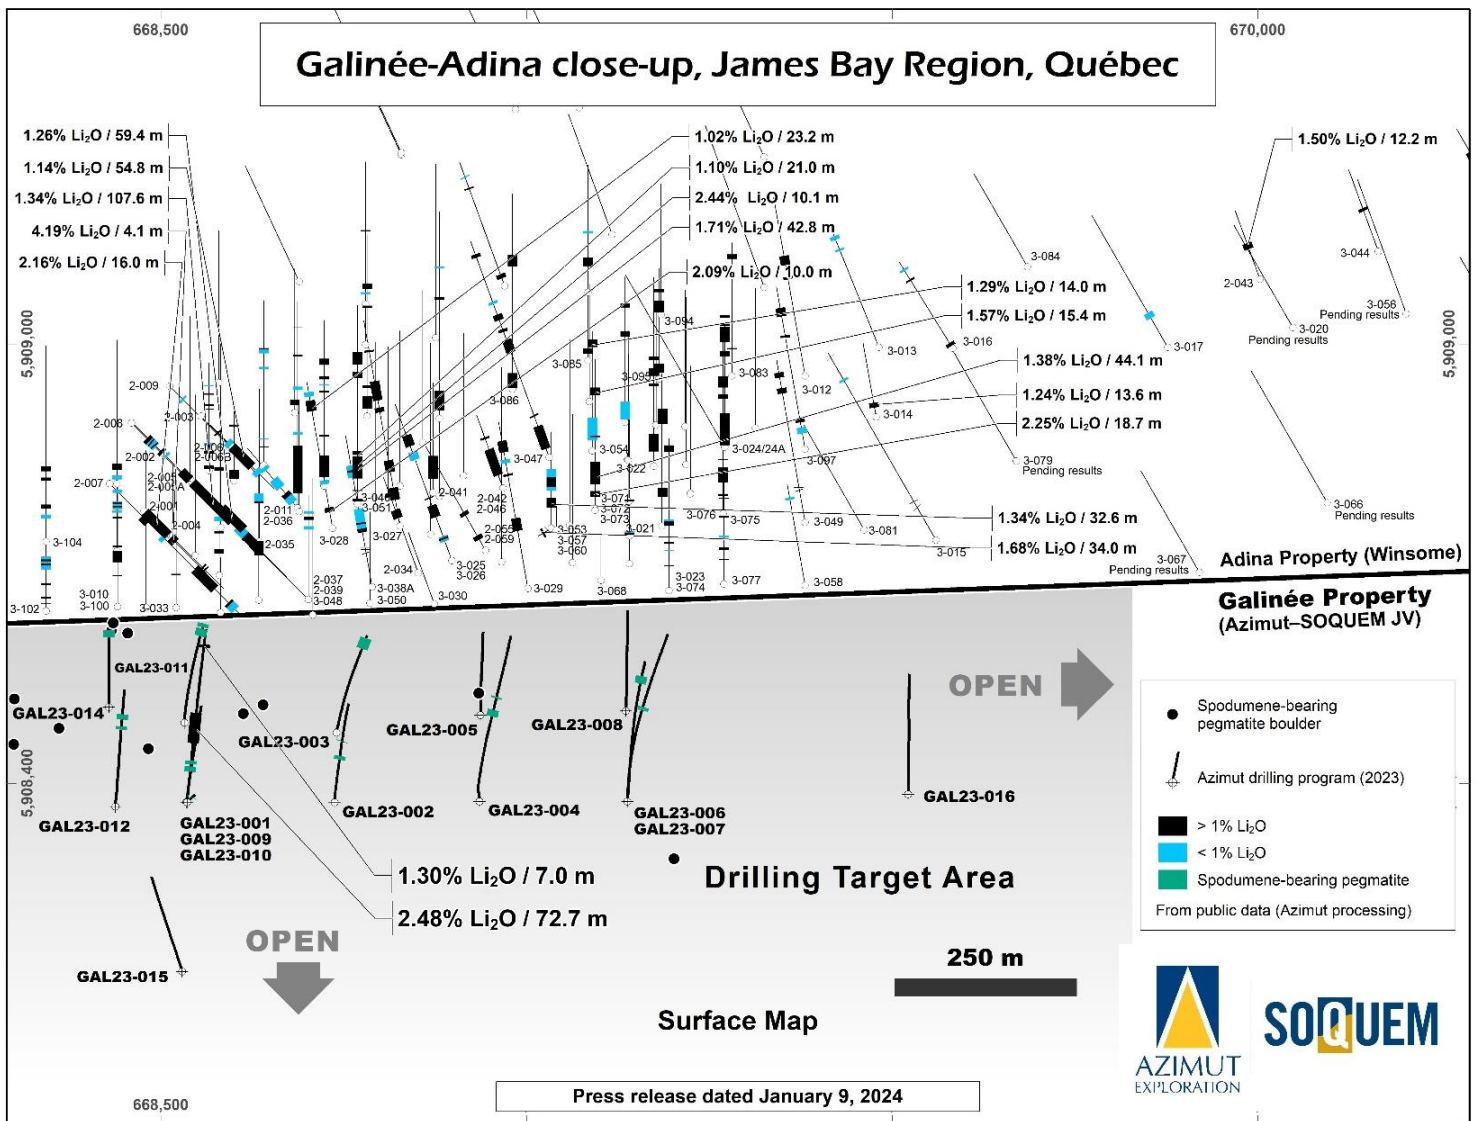 668,500
670,000
Galinée-Adina close-up, James Bay Region, Québec
1.26% Li₂O / 59.4 m
1.14% Li₂O / 54.8 m
1.34% Li₂O / 107.6 m
4.19% Li₂O / 4.1 m
2.16% Li₂O / 16.0 m
1.02% Li₂O / 23.2 m
1.10% Li₂O / 21.0 m
2.44% Li₂O / 10.1 m
1.71% Li₂O / 42.8 m
2.09% Li₂O / 10.0 m
1.50% Li₂O / 12.2 m
1.29% Li₂O / 14.0 m
1.57% Li₂O / 15.4 m
1.38% Li₂O / 44.1 m
1.24% Li₂O / 13.6 m
2.25% Li₂O / 18.7 m
1.34% Li₂O / 32.6 m
1.68% Li₂O / 34.0 m
5,909,000
5,909,000
3-084
2-043
3-044
3-056
Pending results
3-020
Pending results
3-017
3-016
3-013
3-012
3-014
3-094
3-085
3-095
3-083
3-086
2-009
2-008
2-003
2-002
2-007
2-001
2-004
2-011
2-036
2-035
3-028
3-051
3-027
2-041
2-042
2-046
3-047
3-054
3-022
3-024/24A
3-097
3-079
Pending results
3-066
Pending results
3-071
3-072
3-073
3-021
3-076
3-075
3-049
3-081
3-015
3-067
Pending results
3-053
3-057
3-060
2-055
2-059
3-025
3-026
2-034
3-104
3-102
3-010
3-100
3-033
2-037
2-039
3-048
3-038A
3-050
3-030
3-029
3-068
3-023
3-074
3-077
3-058
Adina Property (Winsome)
Galinée Property
(Azimut–SOQUEM JV)
GAL23-011
GAL23-014
GAL23-003
GAL23-005
GAL23-008
OPEN
GAL23-012
GAL23-001
GAL23-009
GAL23-010
GAL23-002
GAL23-004
GAL23-006
GAL23-007
GAL23-016
5,908,400
5,908,400
1.30% Li₂O / 7.0 m
2.48% Li₂O / 72.7 m
Drilling Target Area
OPEN
GAL23-015
250 m
Surface Map
Spodumene-bearing
pegmatite boulder
Azimut drilling program (2023)
> 1% Li₂O
< 1% Li₂O
Spodumene-bearing pegmatite
From public data (Azimut processing)
AZIMUT
EXPLORATION
SOQUEM
668,500
Press release dated January 9, 2024